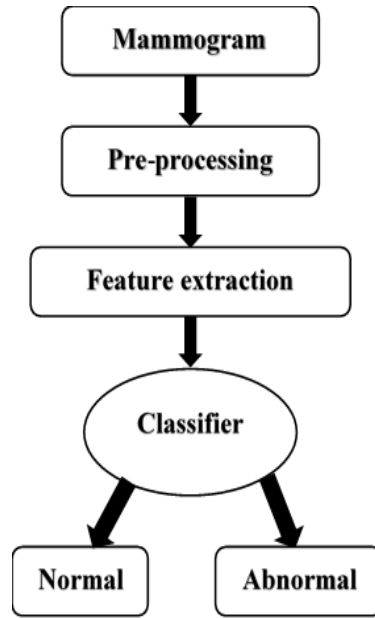 Mammogram
Pre-processing
Feature extraction
Classifier
Normal
Abnormal